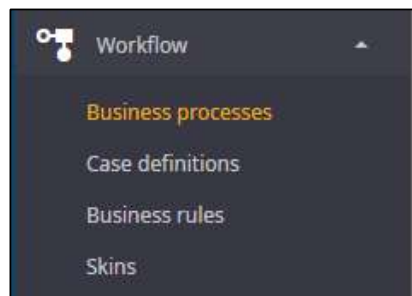 Workflow
Business processes
Case definitions
Business rules
Skins